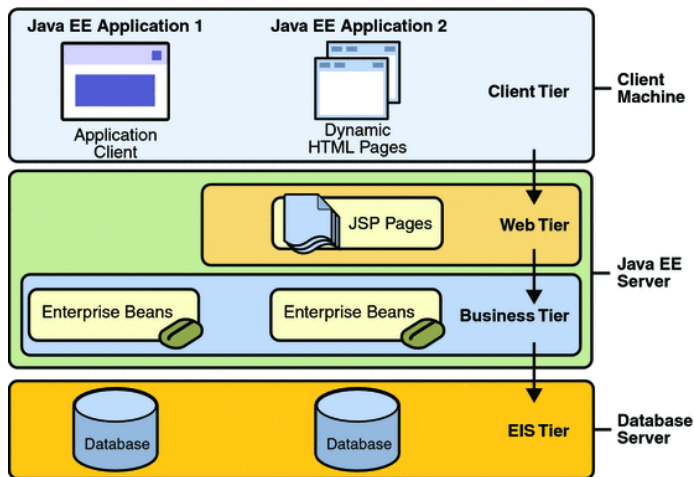 Java EE Application 1
Java EE Application 2
Application
Client
Dynamic
HTML Pages
Client Tier
Client
Machine
JSP Pages
Web Tier
Java EE
Server
Enterprise Beans
Enterprise Beans
Business Tier
Database
Database
EIS Tier
Database
Server